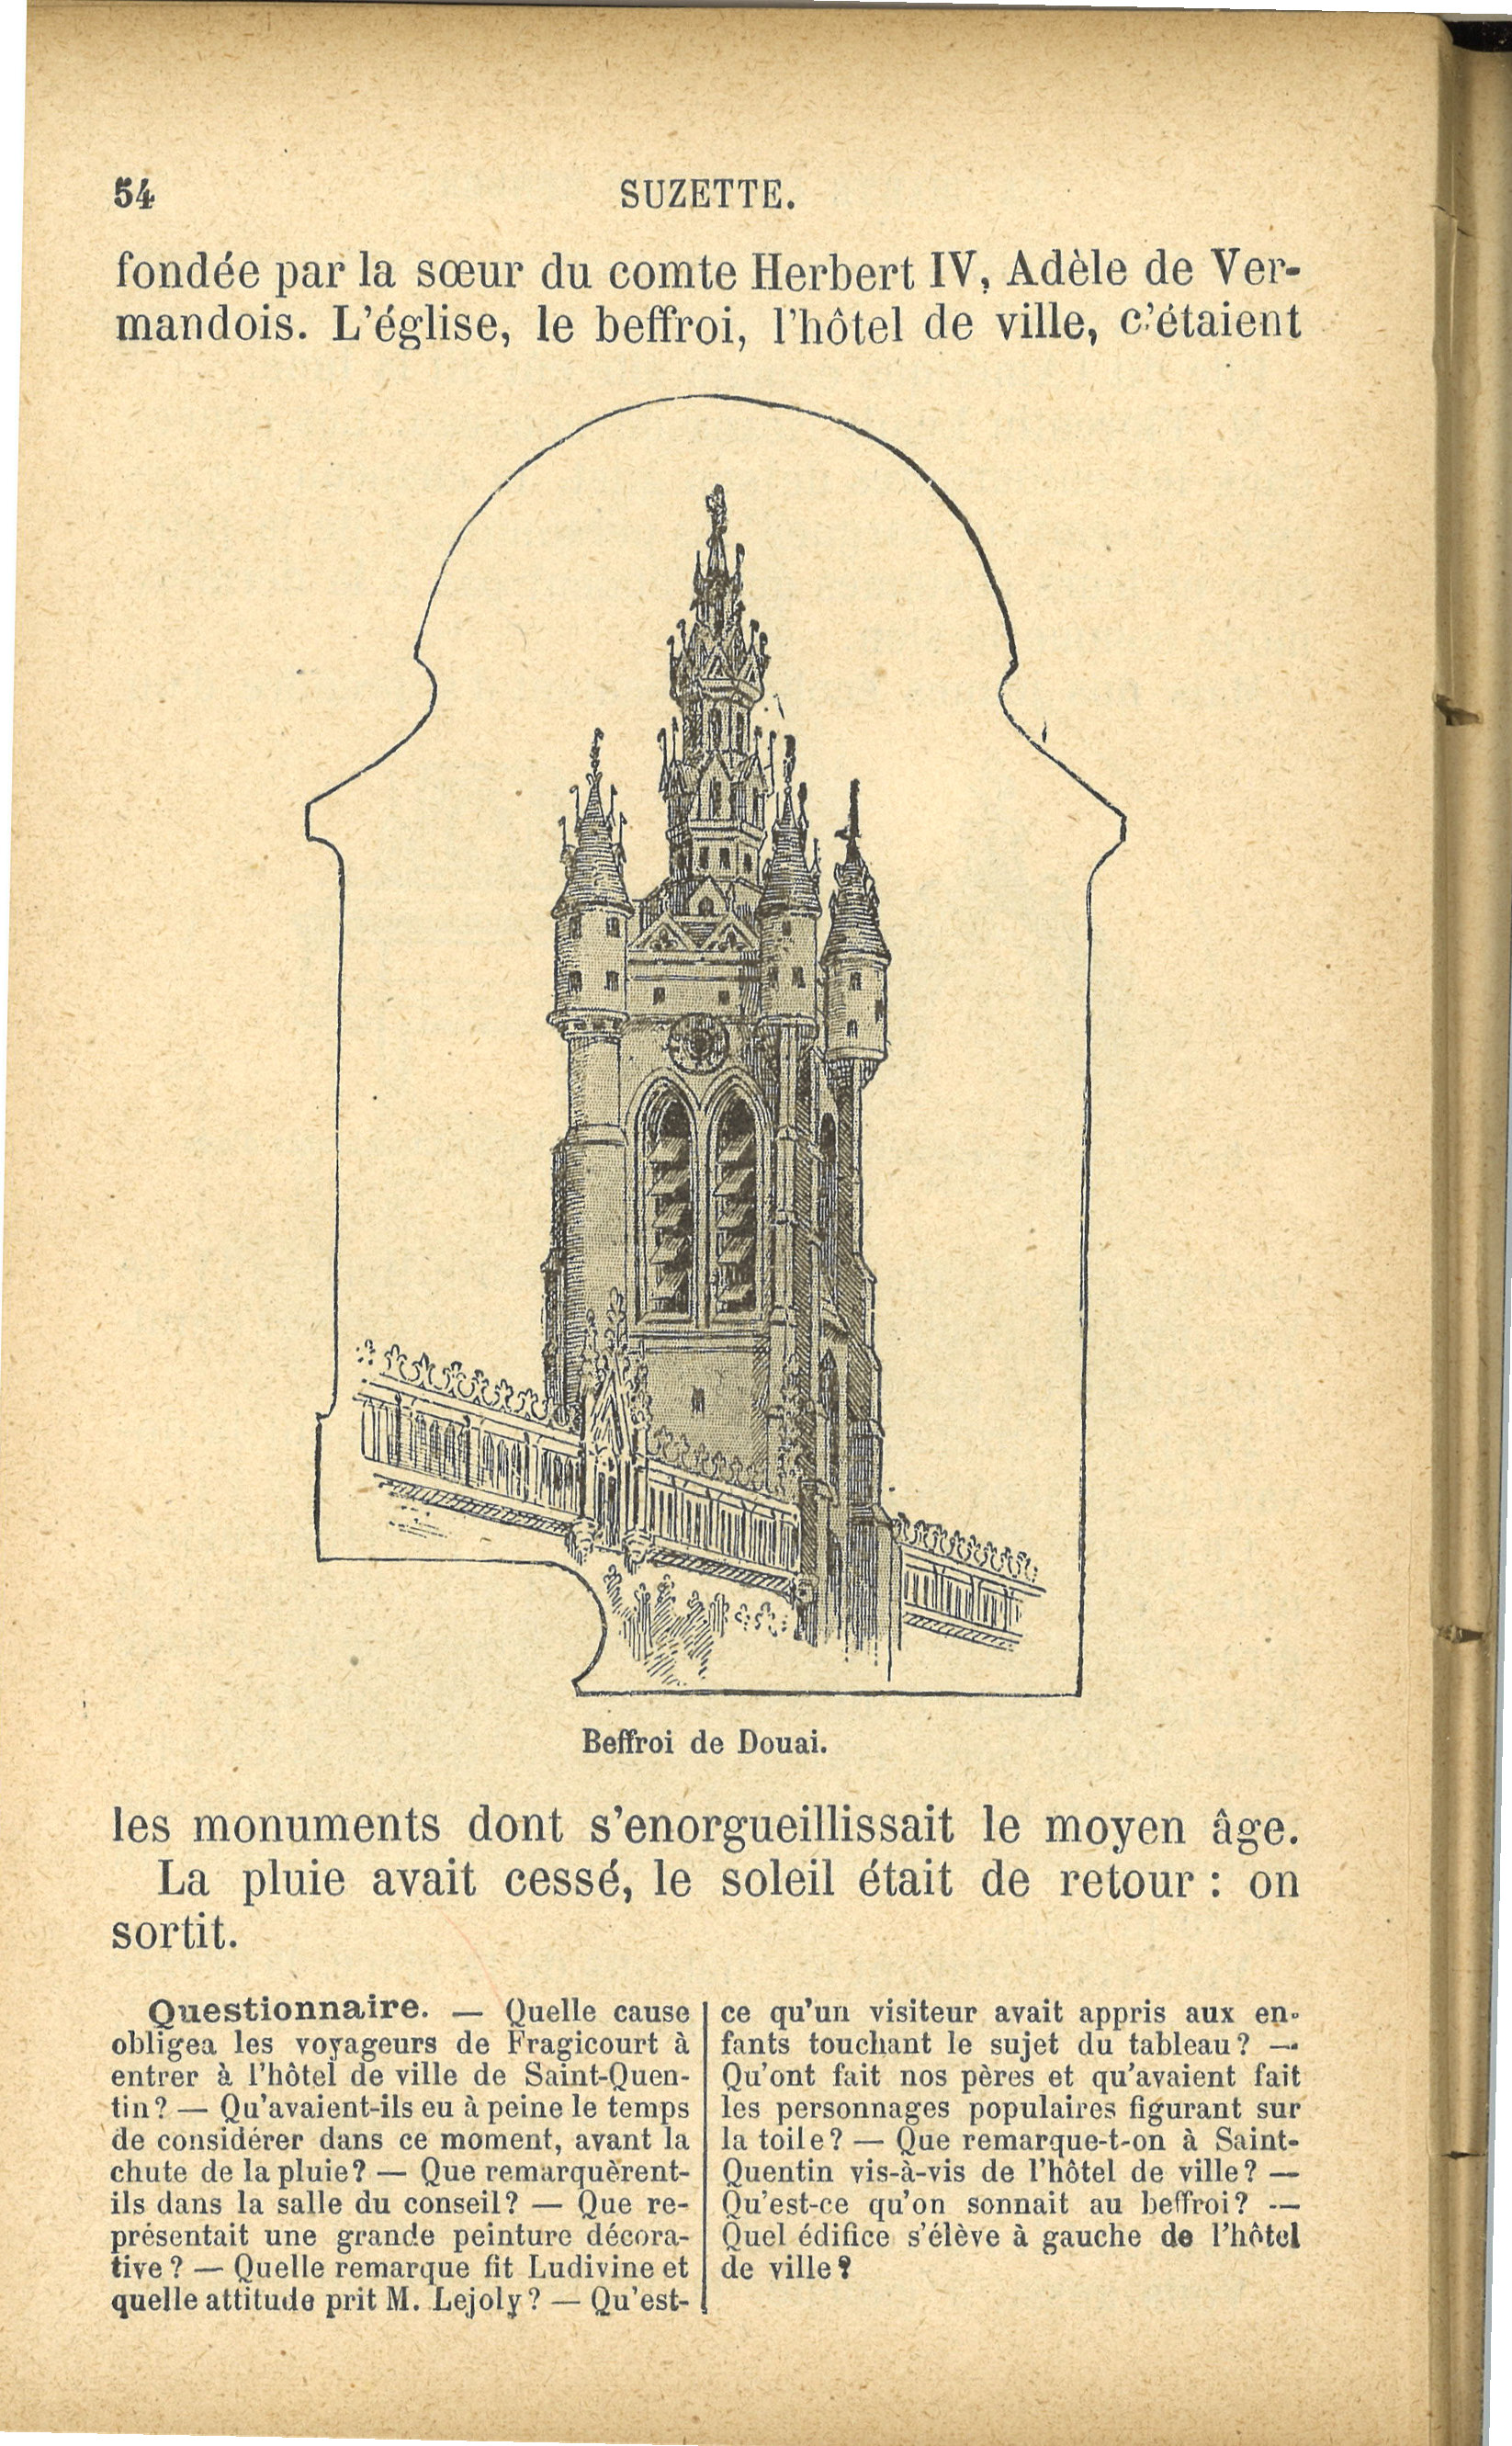 54
SUZETTE.
fondée par la sœur du comte Herbert IV, Adèle de Ver-
mandois. L'église, le beffroi, l'hôtel de ville, c'étaient
Beffroi de Douai.
les monuments dont s'enorgueillissait le moyen âge.
La pluie avait cessé, le soleil était de retour : on
sortit.
Questionnaire. — Quelle cause
obligea les voyageurs de Fragicourt à
entrer à l'hôtel de ville de Saint-Quen-
tin? — Qu'avaient-ils eu à peine le temps
de considérer dans ce moment, avant la
chute de la pluie? — Que remarquèrent-
ils dans la salle du conseil? — Que re-
présentait une grande peinture décora-
tive? — Quelle remarque fit Ludivine et
quelle attitude prit M. Lejoly? — Qu'est-
ce qu'un visiteur avait appris aux en-
fants touchant le sujet du tableau? —
Qu'ont fait nos pères et qu'avaient fait
les personnages populaires figurant sur
la toile? — Que remarque-t-on à Saint-
Quentin vis-à-vis de l'hôtel de ville? —
Qu'est-ce qu'on sonnait au beffroi? —
Quel édifice s'élève à gauche de l'hôtel
de ville?